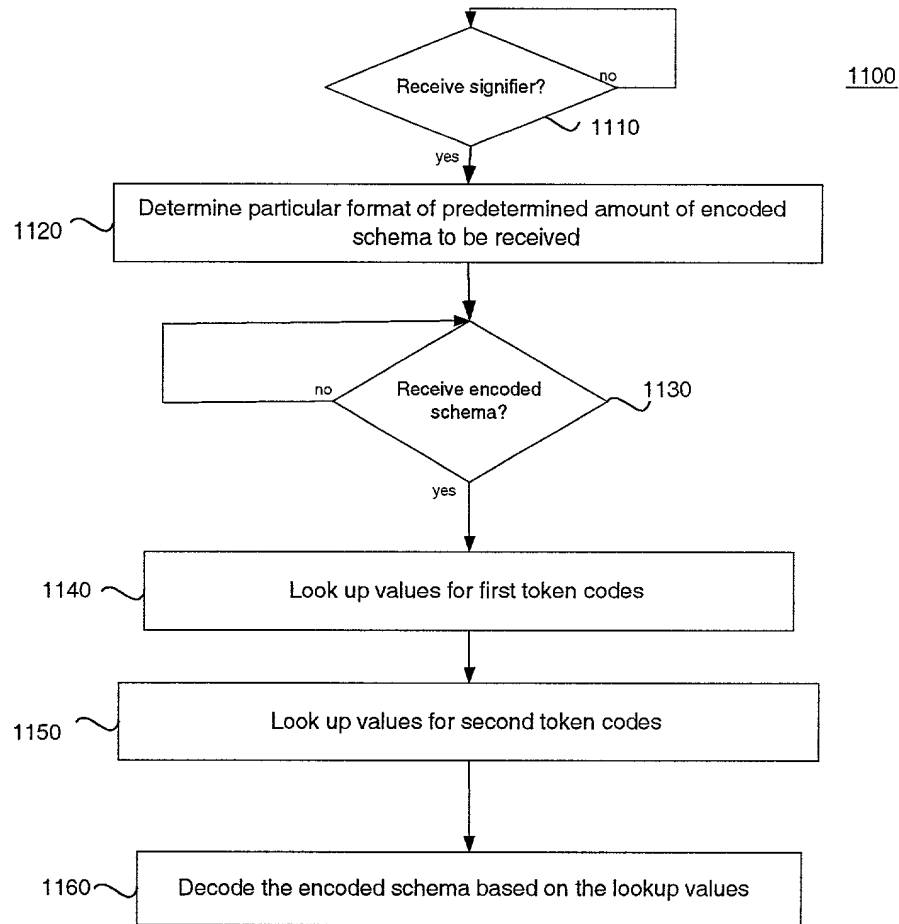 Receive signifier?
no
1100
1110
yes
Determine particular format of predetermined amount of encoded
schema to be received
1120
no
Receive encoded
schema?
1130
yes
1140
Look up values for first token codes
1150
Look up values for second token codes
1160
Decode the encoded schema based on the lookup values